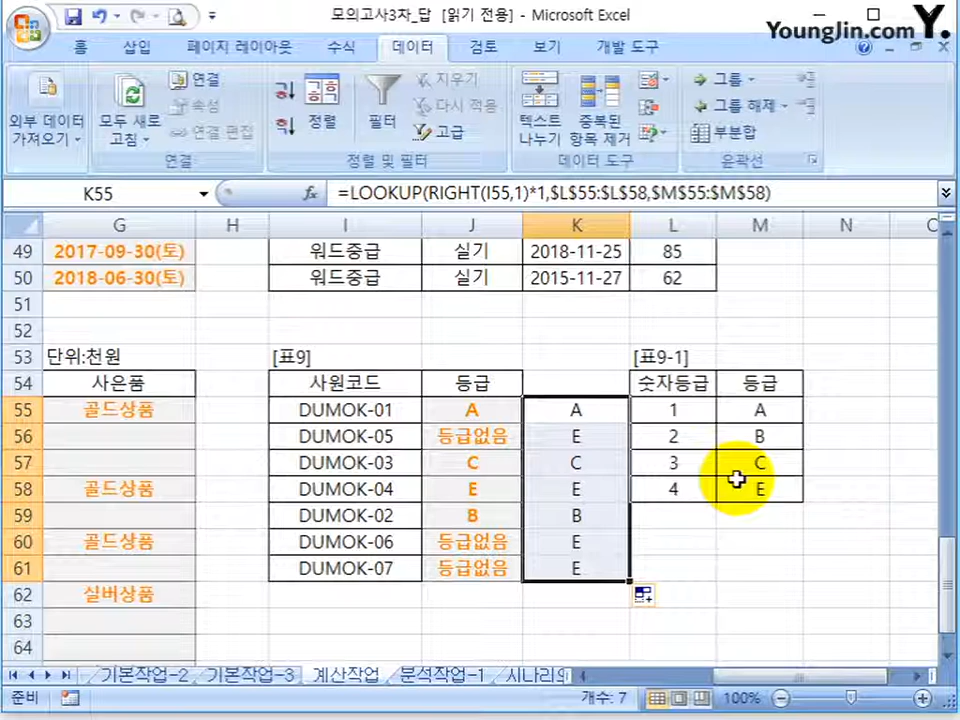 모의고사3차_답 [읽기 전용] - Microsoft Excel
YoungJin.com Y.
홈 삽입 페이지 레이아웃 수식 데이터 검토 보기 개발 도구
외부 데이터
가져오기
모두 새로
고침
연결
속성
연결 편집
연결
정렬
필터
지우기
다시 적용
고급
정렬 및 필터
텍스트
나누기
중복된
항목 제거
데이터 도구
그룹
그룹 해제
부분합
윤곽선
K55 fx =LOOKUP(RIGHT(I55,1)*1,$L$55:$L$58,$M$55:$M$58)
G H I J K L M N
49 2017-09-30(토) 워드중급 실기 2018-11-25 85
50 2018-06-30(토) 워드중급 실기 2015-11-27 62
51
52
53 단위:천원 [표9] [표9-1]
54 사은품 사원코드 등급 숫자등급 등급
55 골드상품 DUMOK-01 A A 1 A
56 DUMOK-05 등급없음 E 2 B
57 DUMOK-03 C C 3 C
58 골드상품 DUMOK-04 E E 4 E
59 DUMOK-02 B B
60 골드상품 DUMOK-06 등급없음 E
61 DUMOK-07 등급없음 E
62 실버상품
63
64
기본작업-2 기본작업-3 계산작업 분석작업-1
준비 개수: 7 100%